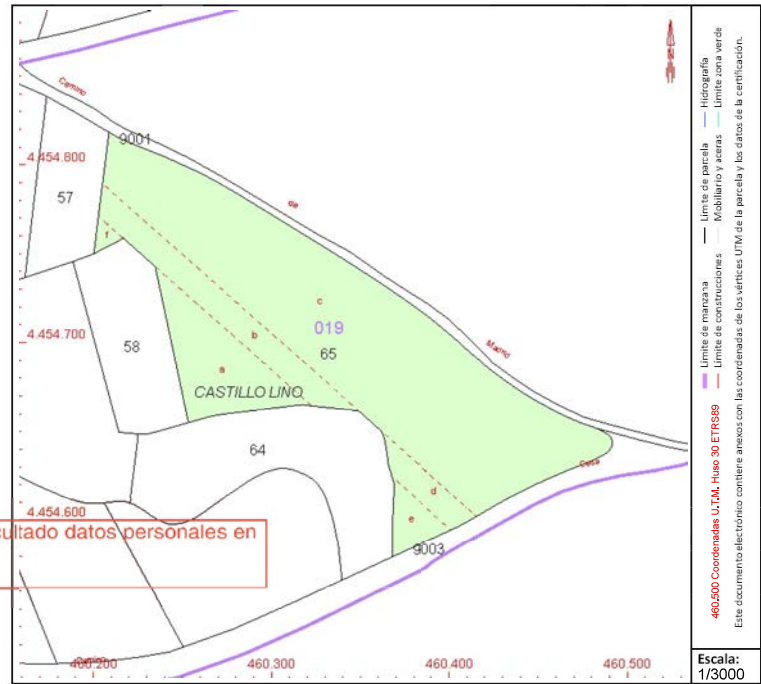 Camino
9001
4.454.800
57
de
f
c
019
65
4.454.700
58
b
a
Madrid
CASTILLO LINO
64
Casa
d
4.454.600
e
cultado datos personales en
9003
460.200
460.300
460.400
460.500
N
Límite de manzana
Límite de parcela
Hidrografía
460.500 Coordenadas U.T.M. Huso 30 ETRS89
Límite de construcciones
Mobiliario y aceras
Límite zona verde
Este documento electrónico contiene anexos con las coordenadas de los vértices UTM de la parcela y los datos de la certificación.
Escala:
1/3000